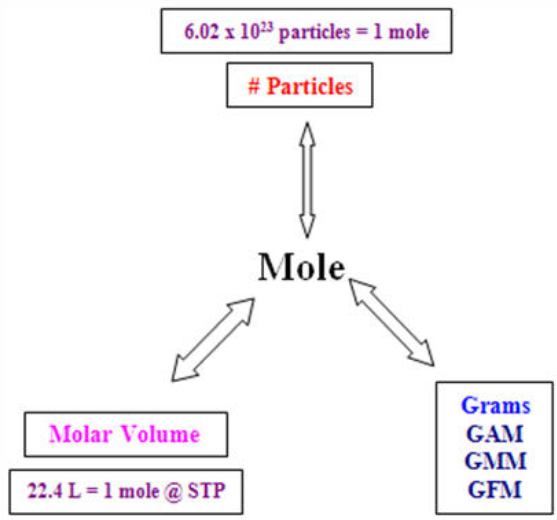 6.02 x 10²³ particles = 1 mole
# Particles
Mole
Molar Volume
22.4 L = 1 mole @ STP
Grams
GAM
GMM
GFM